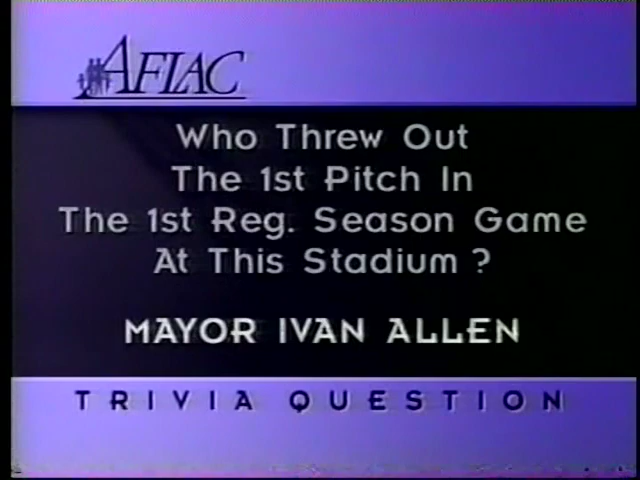 AFLAC
Who Threw Out
The 1st Pitch In
The 1st Reg. Season Game
At This Stadium ?
MAYOR IVAN ALLEN
TRIVIA QUESTION